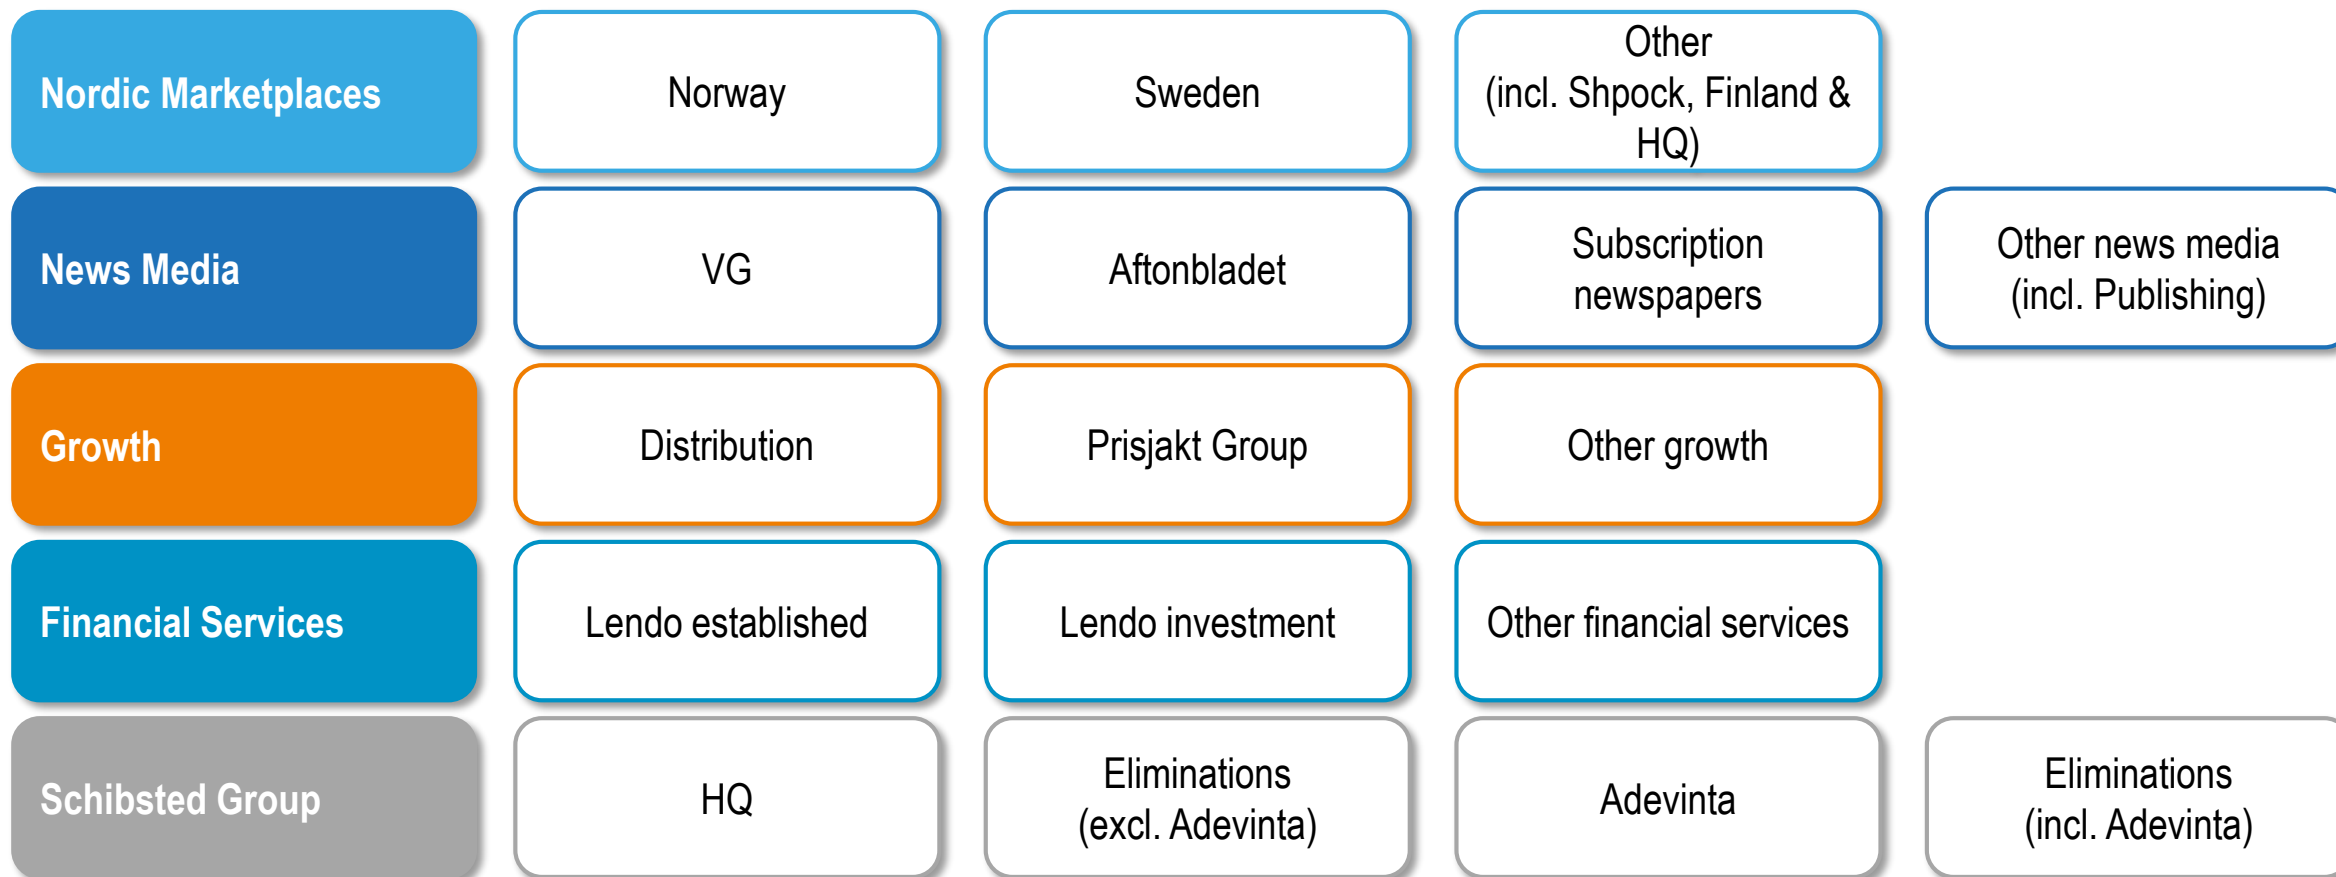 Nordic Marketplaces
Norway
Sweden
Other
(incl. Shpock, Finland &
HQ)
News Media
VG
Aftonbladet
Subscription
newspapers
Other news media
(incl. Publishing)
Growth
Distribution
Prisjakt Group
Other growth
Financial Services
Lendo established
Lendo investment
Other financial services
Schibsted Group
HQ
Eliminations
(excl. Adevinta)
Adevinta
Eliminations
(incl. Adevinta)